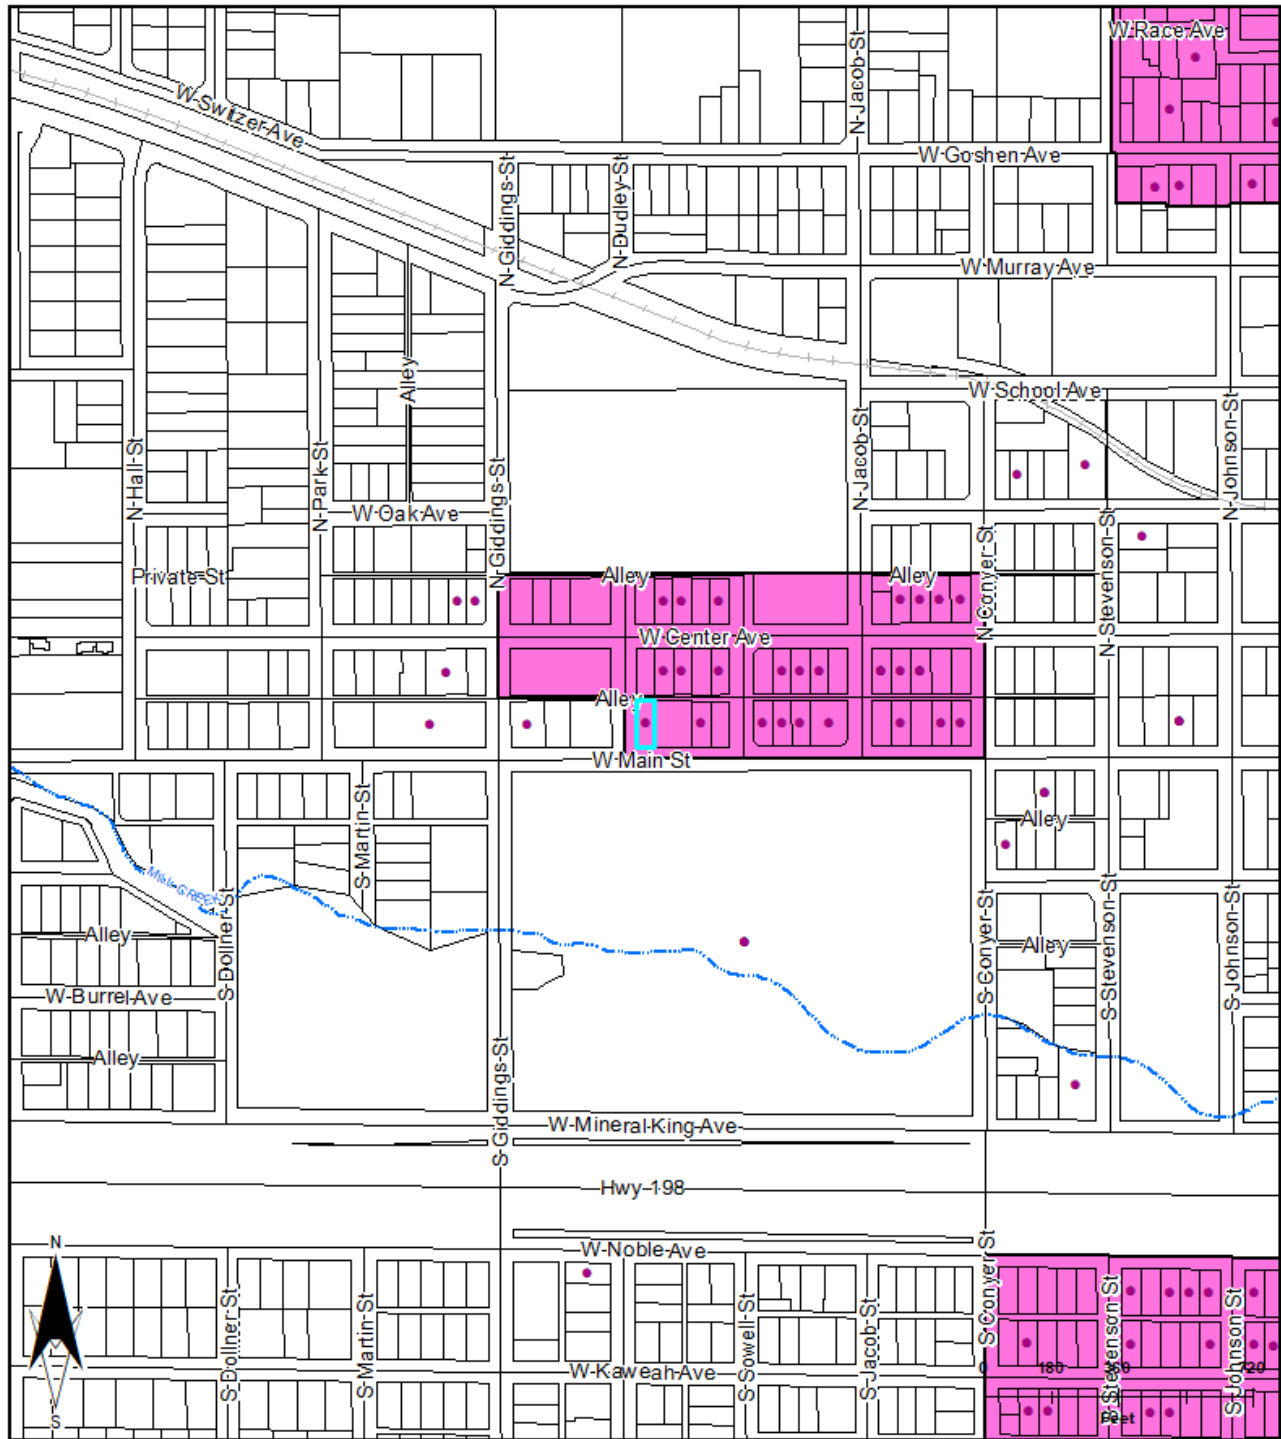 W Race Ave
N Jacob St
W Switzer Ave
W Goshen Ave
N Giddings St
N Dudley St
W Murray Ave
Alley
W School Ave
N Hall St
N Park St
N Giddings St
N Jacob St
N Johnson St
W Oak Ave
Private St
Alley
Alley
N Conyer St
N Stevenson St
W Center Ave
Alley
W Main St
S Martin St
Alley
MILL CREEK
S Dollner St
Alley
Alley
S Conyer St
S Stevenson St
S Johnson St
W Burrel Ave
Alley
S Giddings St
W Mineral King Ave
Hwy 198
N
W Noble Ave
S Conyer St
S Dollner St
S Martin St
S Sowell St
S Jacob St
S Stevenson St
S Johnson St
W Kaweah Ave
0 180 360 720
Feet
S